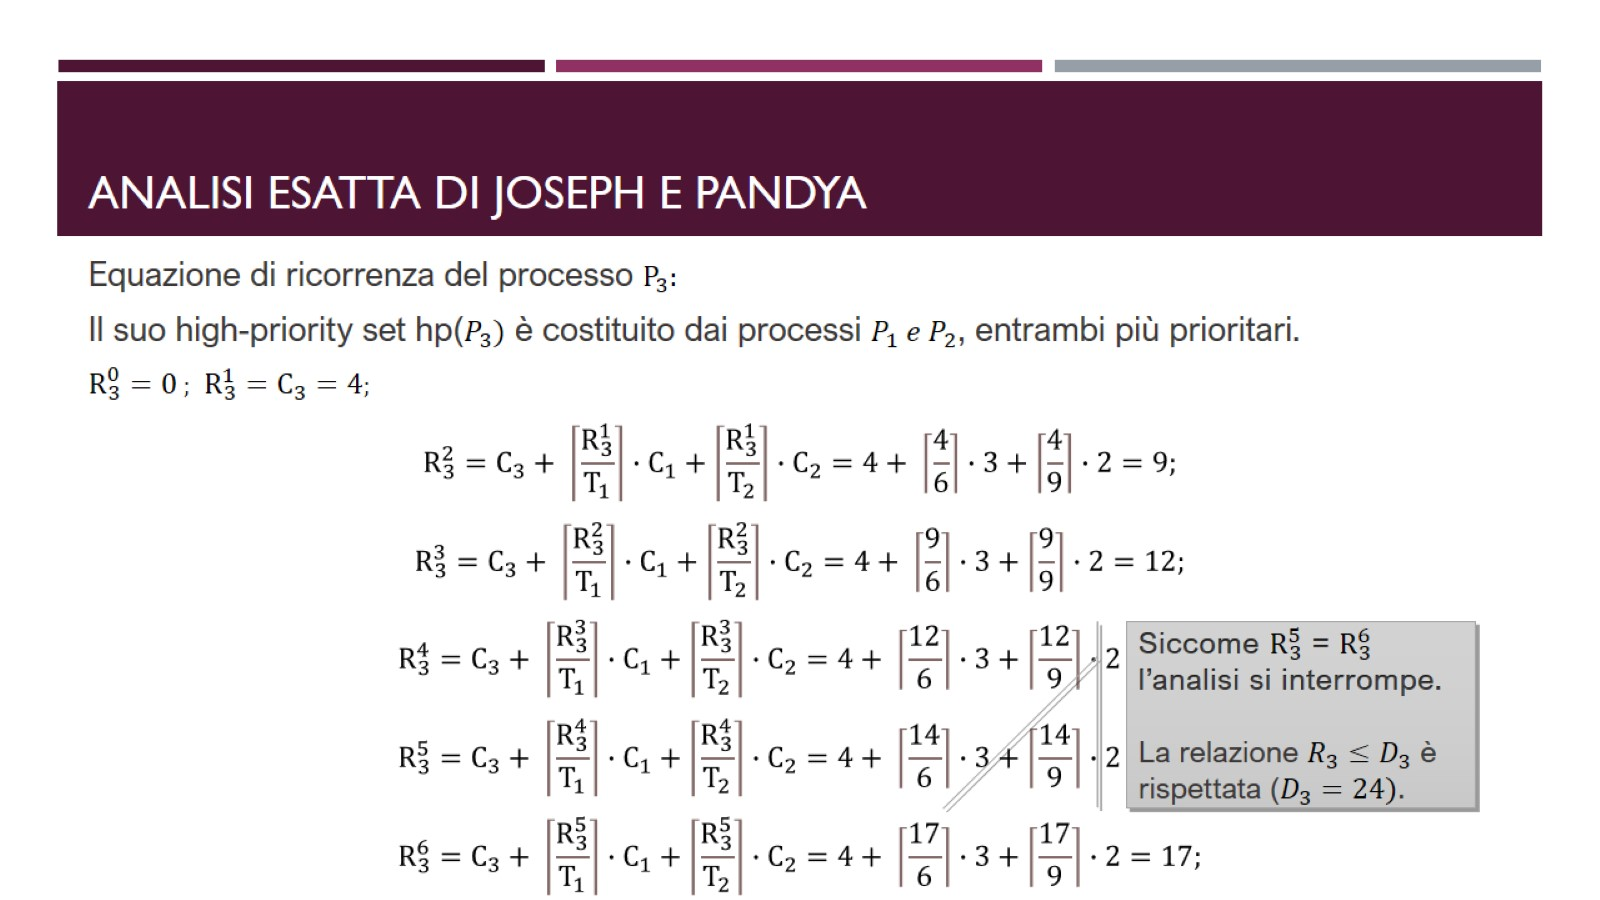 ANALISI ESATTA DI JOSEPH E PANDYA
Equazione di ricorrenza del processo P₃:
Il suo high-priority set hp(P₃) è costituito dai processi P₁ e P₂, entrambi più prioritari.
R₃⁰ = 0 ; R₃¹ = C₃ = 4;
R₃² = C₃ + ⌈R₃¹/T₁⌉ · C₁ + ⌈R₃¹/T₂⌉ · C₂ = 4 + ⌈4/6⌉ · 3 + ⌈4/9⌉ · 2 = 9;
R₃³ = C₃ + ⌈R₃²/T₁⌉ · C₁ + ⌈R₃²/T₂⌉ · C₂ = 4 + ⌈9/6⌉ · 3 + ⌈9/9⌉ · 2 = 12;
R₃⁴ = C₃ + ⌈R₃³/T₁⌉ · C₁ + ⌈R₃³/T₂⌉ · C₂ = 4 + ⌈12/6⌉ · 3 + ⌈12/9⌉ · 2
R₃⁵ = C₃ + ⌈R₃⁴/T₁⌉ · C₁ + ⌈R₃⁴/T₂⌉ · C₂ = 4 + ⌈14/6⌉ · 3 + ⌈14/9⌉ · 2
R₃⁶ = C₃ + ⌈R₃⁵/T₁⌉ · C₁ + ⌈R₃⁵/T₂⌉ · C₂ = 4 + ⌈17/6⌉ · 3 + ⌈17/9⌉ · 2 = 17;
Siccome R₃⁵ = R₃⁶
l'analisi si interrompe.
La relazione R₃ ≤ D₃ è
rispettata (D₃ = 24).